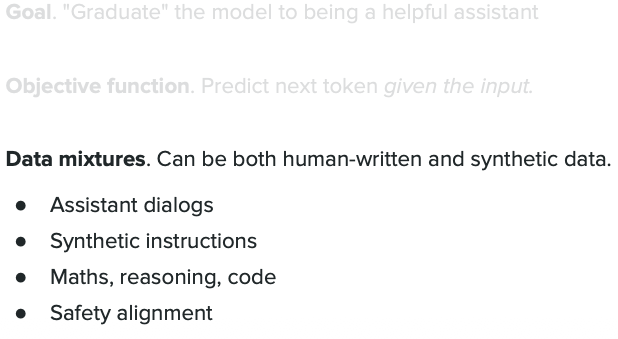 Goal. "Graduate" the model to being a helpful assistant
Objective function. Predict next token given the input.
Data mixtures. Can be both human-written and synthetic data.
● Assistant dialogs
● Synthetic instructions
● Maths, reasoning, code
● Safety alignment